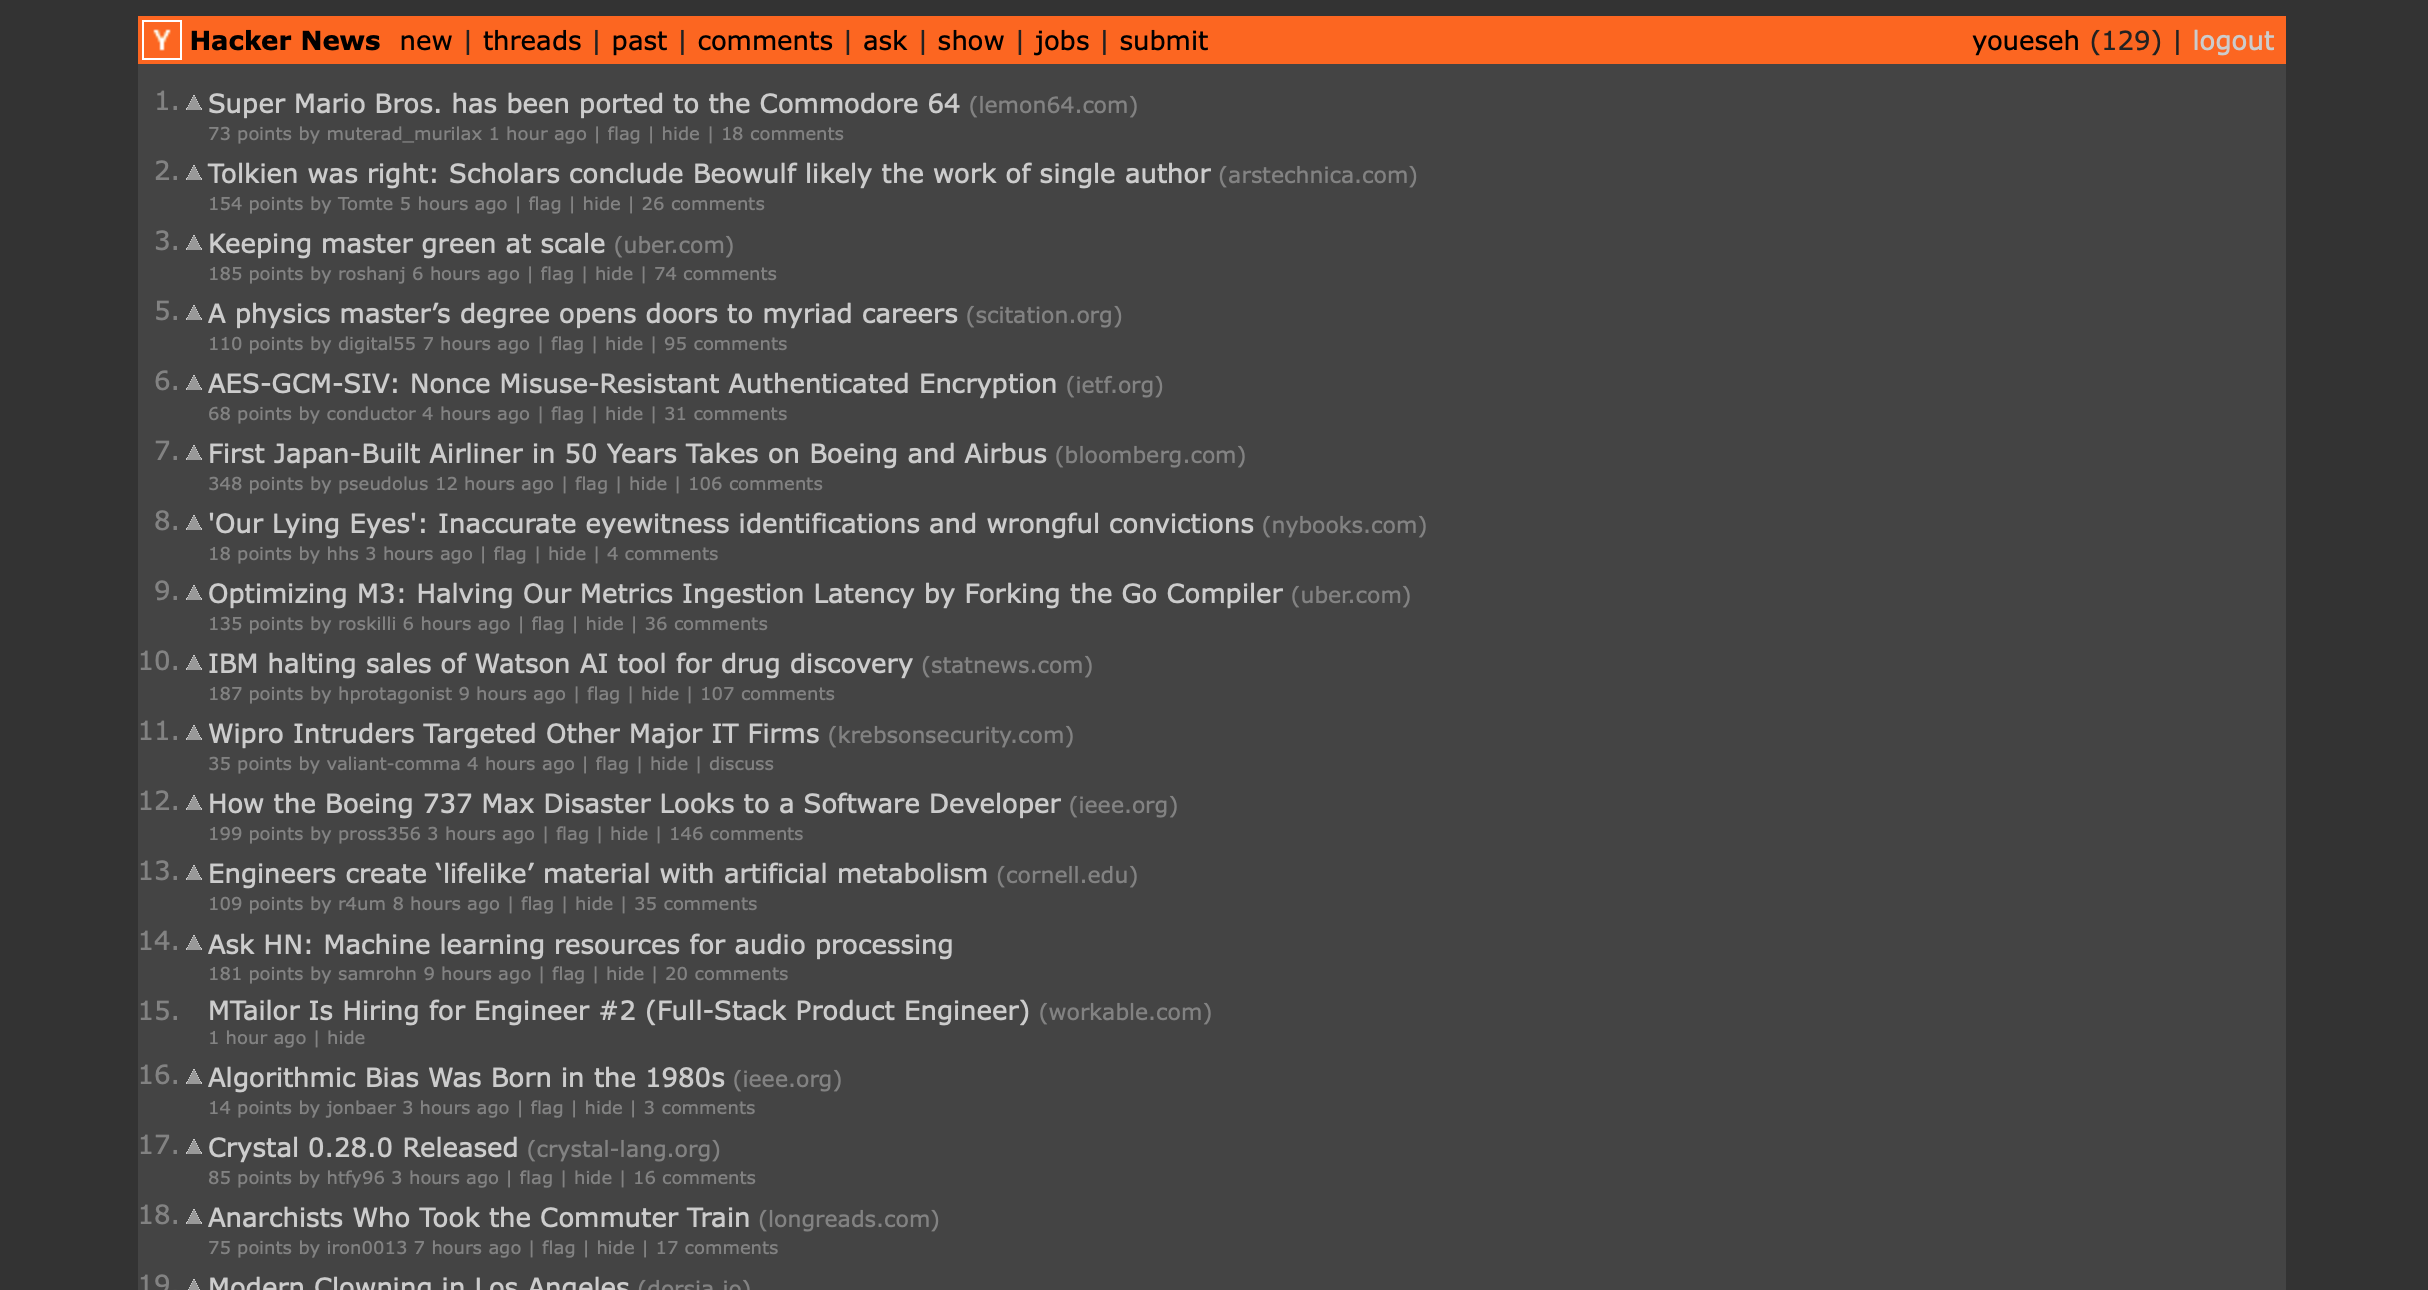 Y Hacker News new | threads | past | comments | ask | show | jobs | submit youeseh (129) | logout
1. Super Mario Bros. has been ported to the Commodore 64 (lemon64.com)
73 points by muterad_murilax 1 hour ago | flag | hide | 18 comments
2. Tolkien was right: Scholars conclude Beowulf likely the work of single author (arstechnica.com)
154 points by Tomte 5 hours ago | flag | hide | 26 comments
3. Keeping master green at scale (uber.com)
185 points by roshanj 6 hours ago | flag | hide | 74 comments
5. A physics master’s degree opens doors to myriad careers (scitation.org)
110 points by digital55 7 hours ago | flag | hide | 95 comments
6. AES-GCM-SIV: Nonce Misuse-Resistant Authenticated Encryption (ietf.org)
68 points by conductor 4 hours ago | flag | hide | 31 comments
7. First Japan-Built Airliner in 50 Years Takes on Boeing and Airbus (bloomberg.com)
348 points by pseudolus 12 hours ago | flag | hide | 106 comments
8. 'Our Lying Eyes': Inaccurate eyewitness identifications and wrongful convictions (nybooks.com)
18 points by hhs 3 hours ago | flag | hide | 4 comments
9. Optimizing M3: Halving Our Metrics Ingestion Latency by Forking the Go Compiler (uber.com)
135 points by roskilli 6 hours ago | flag | hide | 36 comments
10. IBM halting sales of Watson AI tool for drug discovery (statnews.com)
187 points by hprotagonist 9 hours ago | flag | hide | 107 comments
11. Wipro Intruders Targeted Other Major IT Firms (krebsonsecurity.com)
35 points by valiant-comma 4 hours ago | flag | hide | discuss
12. How the Boeing 737 Max Disaster Looks to a Software Developer (ieee.org)
199 points by pross356 3 hours ago | flag | hide | 146 comments
13. Engineers create ‘lifelike’ material with artificial metabolism (cornell.edu)
109 points by r4um 8 hours ago | flag | hide | 35 comments
14. Ask HN: Machine learning resources for audio processing
181 points by samrohn 9 hours ago | flag | hide | 20 comments
15. MTailor Is Hiring for Engineer #2 (Full-Stack Product Engineer) (workable.com)
1 hour ago | hide
16. Algorithmic Bias Was Born in the 1980s (ieee.org)
14 points by jonbaer 3 hours ago | flag | hide | 3 comments
17. Crystal 0.28.0 Released (crystal-lang.org)
85 points by htfy96 3 hours ago | flag | hide | 16 comments
18. Anarchists Who Took the Commuter Train (longreads.com)
75 points by iron0013 7 hours ago | flag | hide | 17 comments
19. Modern Clowning in Los Angeles (dorsia.io)